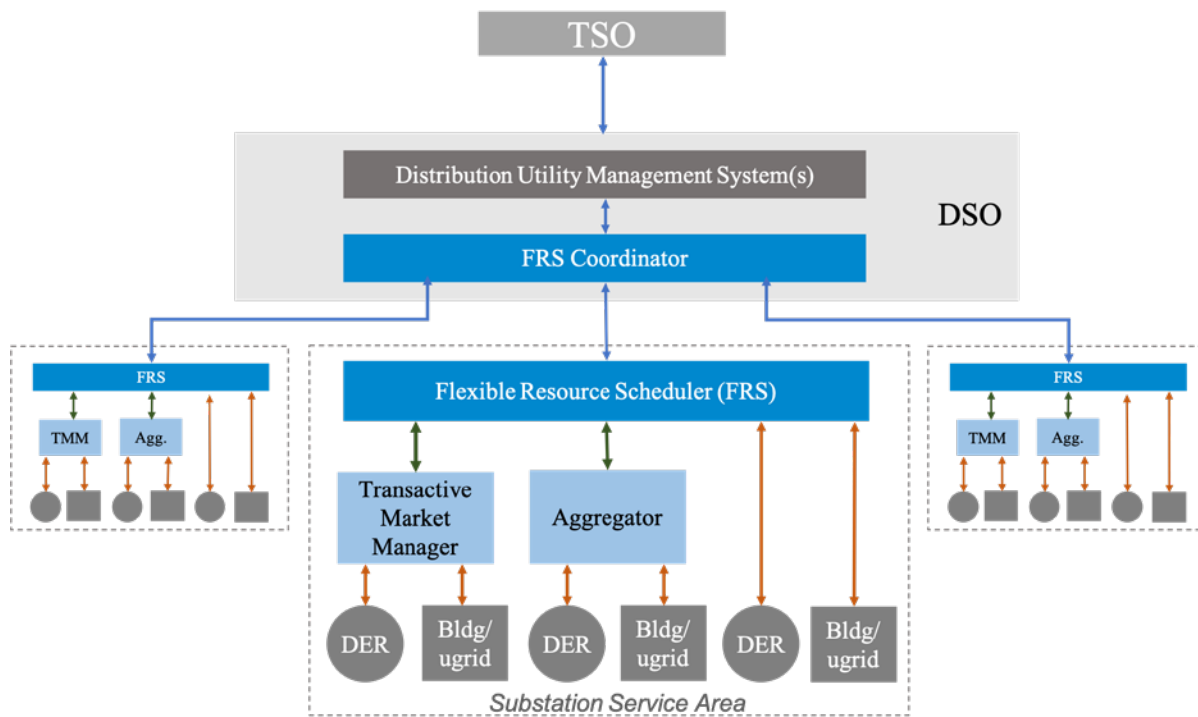 TSO
Distribution Utility Management System(s)
DSO
FRS Coordinator
FRS
TMM
Agg.
Flexible Resource Scheduler (FRS)
Transactive
Market
Manager
Aggregator
DER
Bldg/
ugrid
DER
Bldg/
ugrid
DER
Bldg/
ugrid
Substation Service Area
FRS
TMM
Agg.